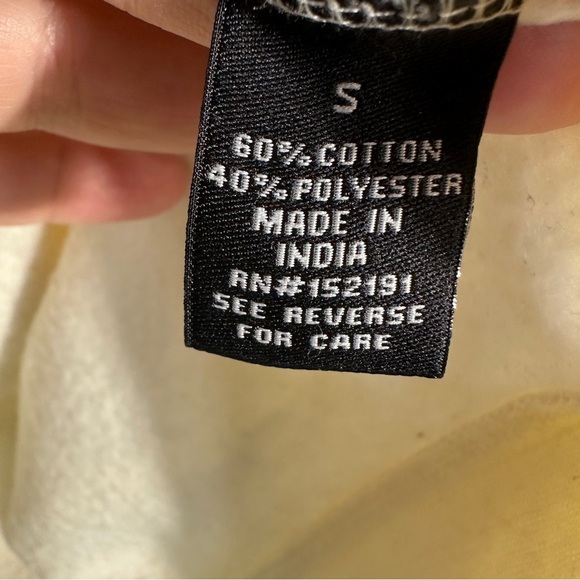 S
60% COTTON
40% POLYESTER
MADE IN
INDIA
RN#152191
SEE REVERSE
FOR CARE